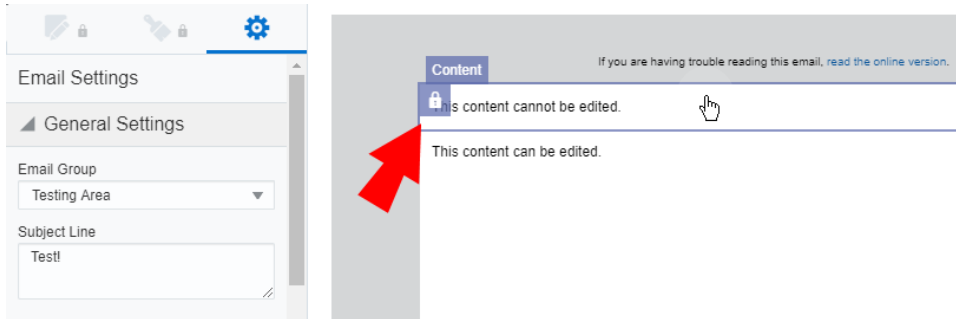 Email Settings
General Settings
Email Group
Testing Area
Subject Line
Test!
If you are having trouble reading this email, read the online version.
Content
This content cannot be edited.
This content can be edited.